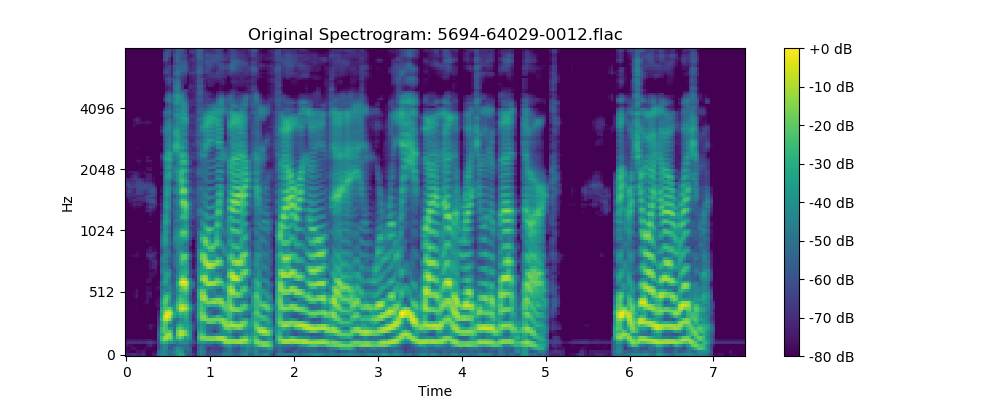 Original Spectrogram: 5694-64029-0012.flac
Hz
4096
2048
1024
512
0
0 1 2 3 4 5 6 7
Time
+0 dB
-10 dB
-20 dB
-30 dB
-40 dB
-50 dB
-60 dB
-70 dB
-80 dB